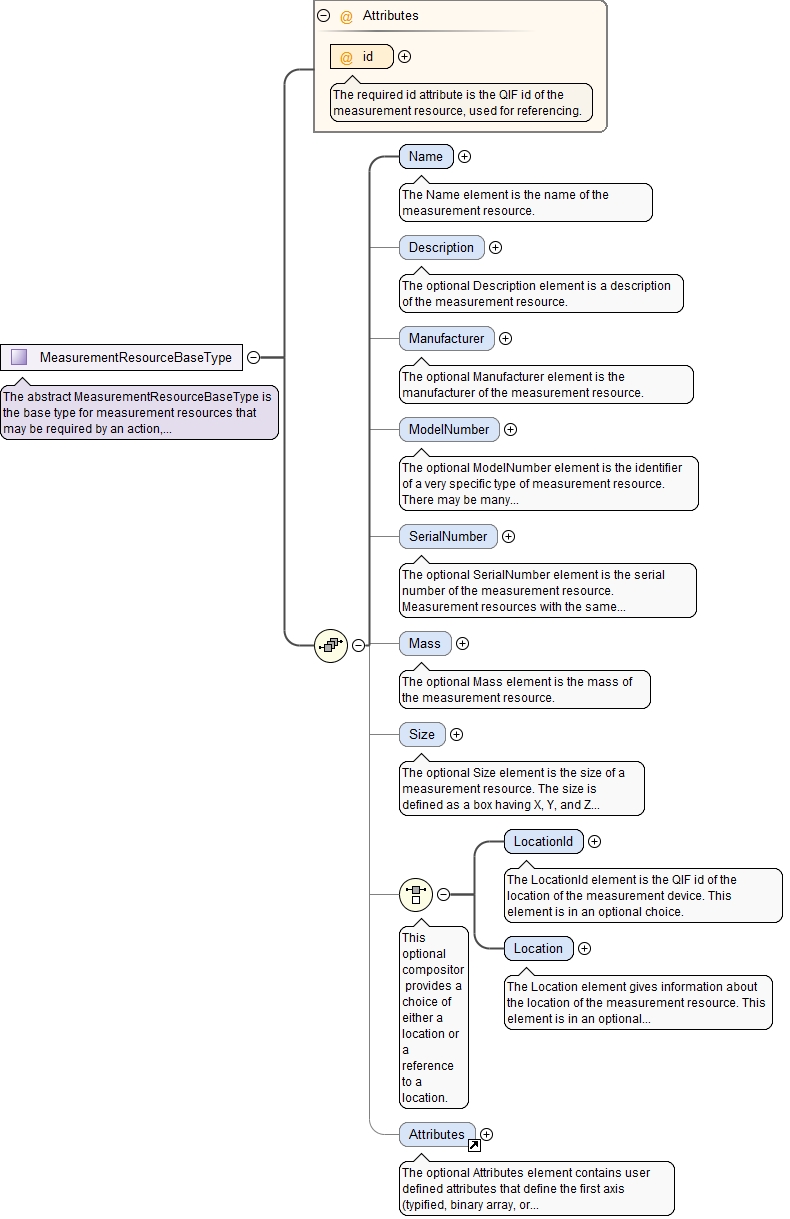 Attributes
@ id
The required id attribute is the QIF id of the
measurement resource, used for referencing.
Name
The Name element is the name of the
measurement resource.
Description
The optional Description element is a description
of the measurement resource.
Manufacturer
The optional Manufacturer element is the
manufacturer of the measurement resource.
MeasurementResourceBaseType
The abstract MeasurementResourceBaseType is
the base type for measurement resources that
may be required by an action,...
ModelNumber
The optional ModelNumber element is the identifier
of a very specific type of measurement resource.
There may be many...
SerialNumber
The optional SerialNumber element is the serial
number of the measurement resource.
Measurement resources with the same...
Mass
The optional Mass element is the mass of
the measurement resource.
Size
The optional Size element is the size of a
measurement resource. The size is
defined as a box having X, Y, and Z...
LocationId
The LocationId element is the QIF id of the
location of the measurement device. This
element is in an optional choice.
Location
The Location element gives information about
the location of the measurement resource. This
element is in an optional...
This
optional
compositor
provides a
choice of
either a
location or
a
reference
to a
location.
Attributes
The optional Attributes element contains user
defined attributes that define the first axis
(typified, binary array, or...